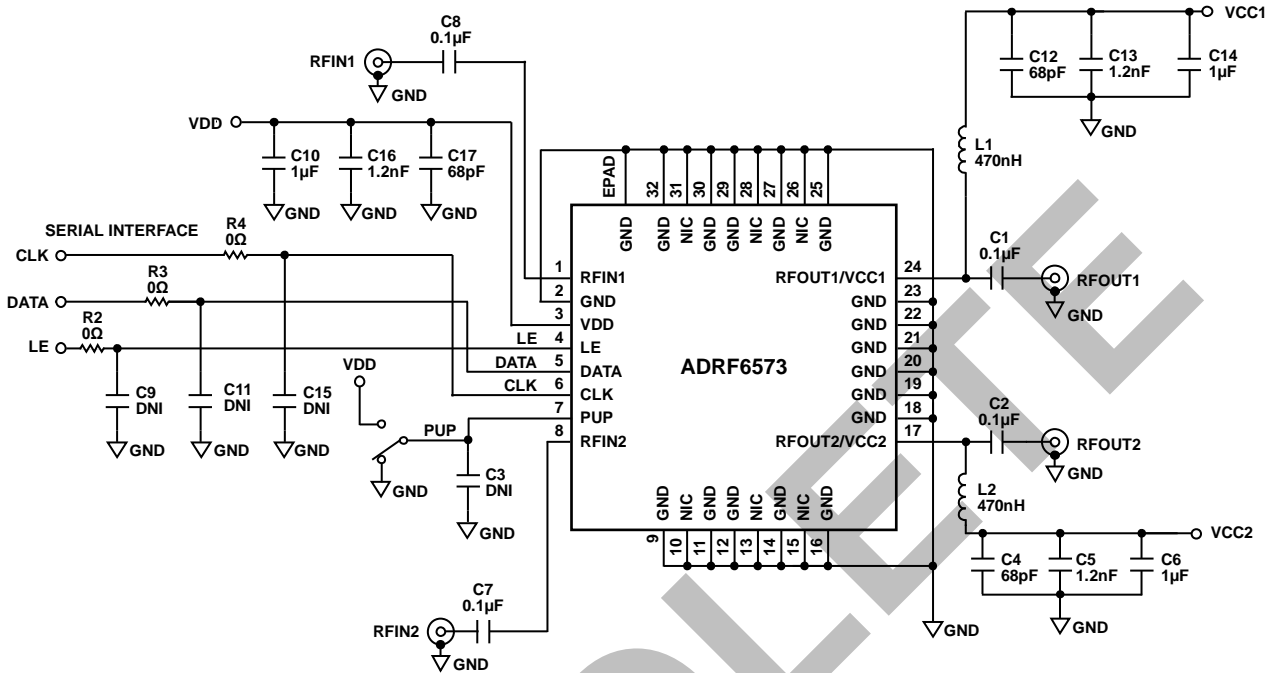 C8
0.1µF
RFIN1
GND
VCC1
C12
68pF
C13
1.2nF
C14
1µF
GND
VDD
C10
1µF
C16
1.2nF
C17
68pF
GND
GND
GND
L1
470nH
EPAD
32
31
30
29
28
27
26
25
GND
GND
NIC
GND
GND
NIC
GND
NIC
GND
SERIAL INTERFACE
R4
0Ω
CLK
R3
0Ω
DATA
R2
0Ω
LE
C9
DNI
C11
DNI
C15
DNI
GND
GND
GND
LE
DATA
CLK
1
2
3
4
5
6
7
8
RFIN1
GND
VDD
LE
DATA
CLK
PUP
RFIN2
ADRF6573
RFOUT1/VCC1
GND
GND
GND
GND
GND
GND
RFOUT2/VCC2
24
23
22
21
20
19
18
17
C1
0.1µF
RFOUT1
GND
C2
0.1µF
RFOUT2
GND
VDD
PUP
GND
C3
DNI
GND
GND
NIC
GND
GND
NIC
GND
NIC
GND
9
10
11
12
13
14
15
16
L2
470nH
VCC2
C4
68pF
C5
1.2nF
C6
1µF
GND
GND
C7
0.1µF
RFIN2
GND